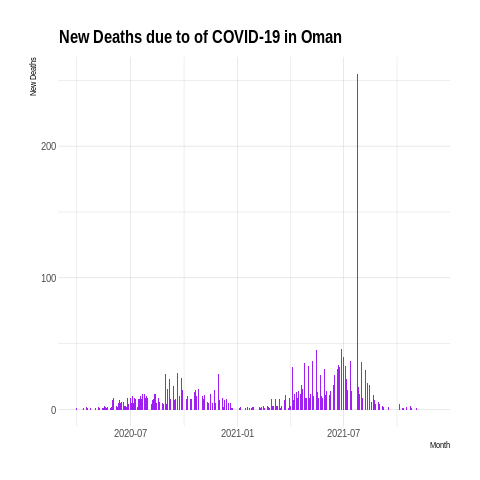 New Deaths due to of COVID-19 in Oman
New Deaths
200
100
0
2020-07
2021-01
2021-07
Month